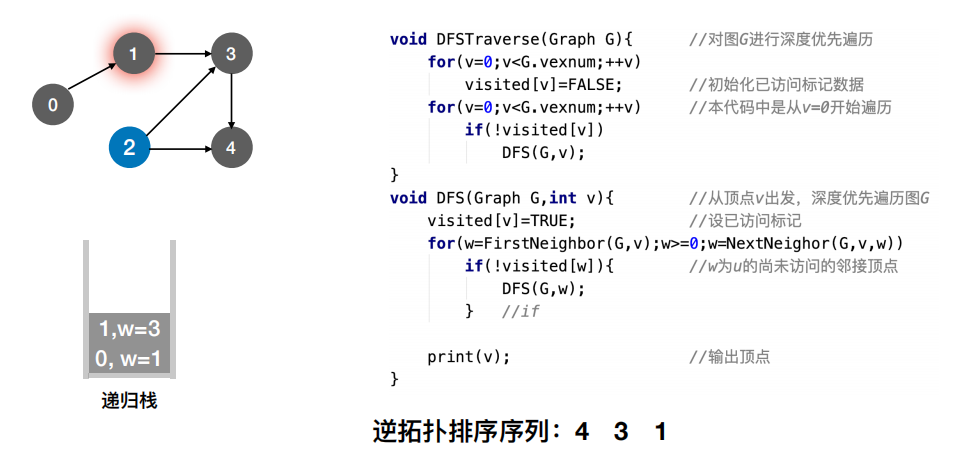 1
3
0
2
4
1,w=3
0, w=1
递归栈
void DFSTraverse(Graph G){ //对图G进行深度优先遍历
for(v=0;v<G.vexnum;++v)
visited[v]=FALSE; //初始化已访问标记数据
for(v=0;v<G.vexnum;++v) //本代码中是从v=0开始遍历
if(!visited[v])
DFS(G,v);
}
void DFS(Graph G,int v){ //从顶点v出发，深度优先遍历图G
visited[v]=TRUE; //设已访问标记
for(w=FirstNeighbor(G,v);w>=0;w=NextNeighor(G,v,w))
if(!visited[w]){ //w为u的尚未访问的邻接顶点
DFS(G,w);
} //if
print(v); //输出顶点
}
逆拓扑排序序列：4 3 1